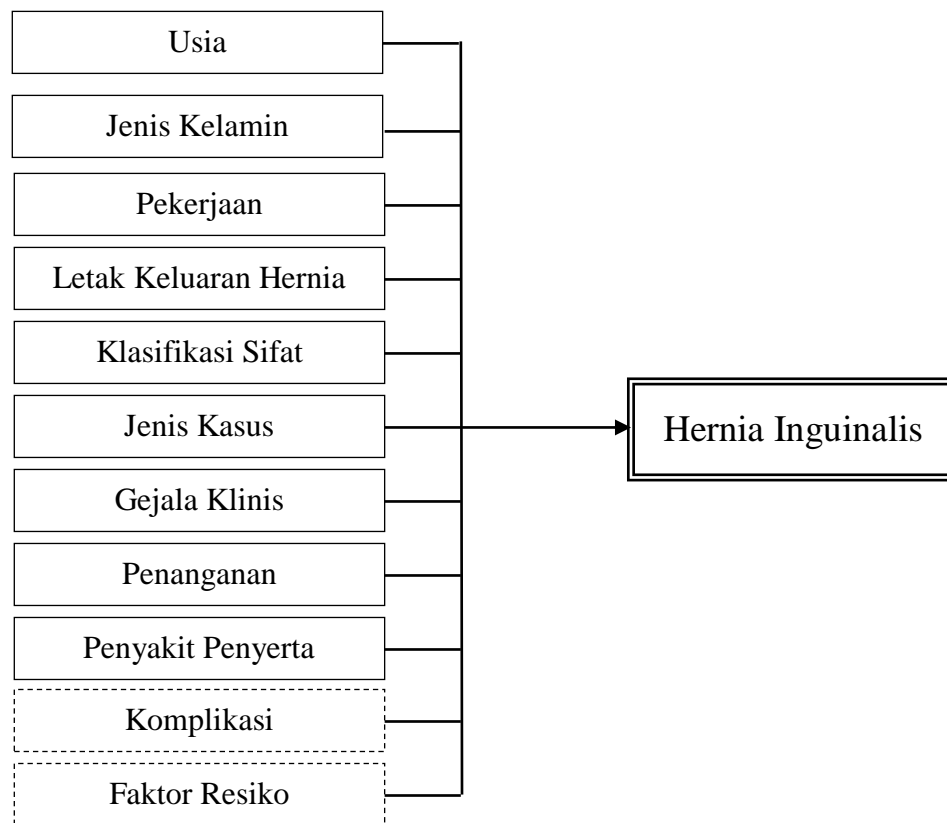 Usia
Jenis Kelamin
Pekerjaan
Letak Keluaran Hernia
Klasifikasi Sifat
Jenis Kasus
Gejala Klinis
Penanganan
Penyakit Penyerta
Komplikasi
Faktor Resiko
Hernia Inguinalis